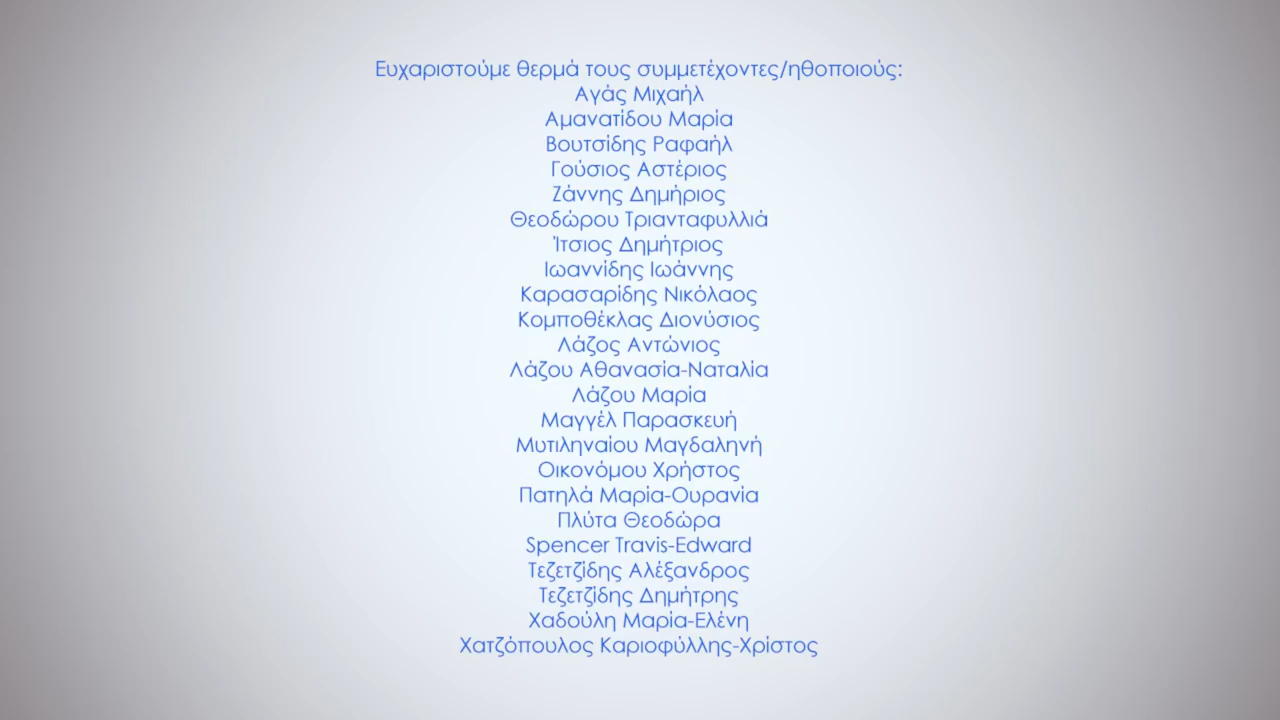 Ευχαριστούμε θερμά τους συμμετέχοντες/ηθοποιούς:
Αγάς Μιχαήλ
Αμανατίδου Μαρία
Βουτσίδης Ραφαήλ
Γούσιος Αστέριος
Ζάννης Δημήριος
Θεοδώρου Τριανταφυλλιά
Ίτσιος Δημήτριος
Ιωαννίδης Ιωάννης
Καρασαρίδης Νικόλαος
Κομποθέκλας Διονύσιος
Λάζος Αντώνιος
Λάζου Αθανασία-Ναταλία
Λάζου Μαρία
Μαγγέλ Παρασκευή
Μυτιληναίου Μαγδαληνή
Οικονόμου Χρήστος
Πατηλά Μαρία-Ουρανία
Πλύτα Θεοδώρα
Spencer Travis-Edward
Τεζετζίδης Αλέξανδρος
Τεζετζίδης Δημήτρης
Χαδούλη Μαρία-Ελένη
Χατζόπουλος Καριοφύλλης-Χρίστος